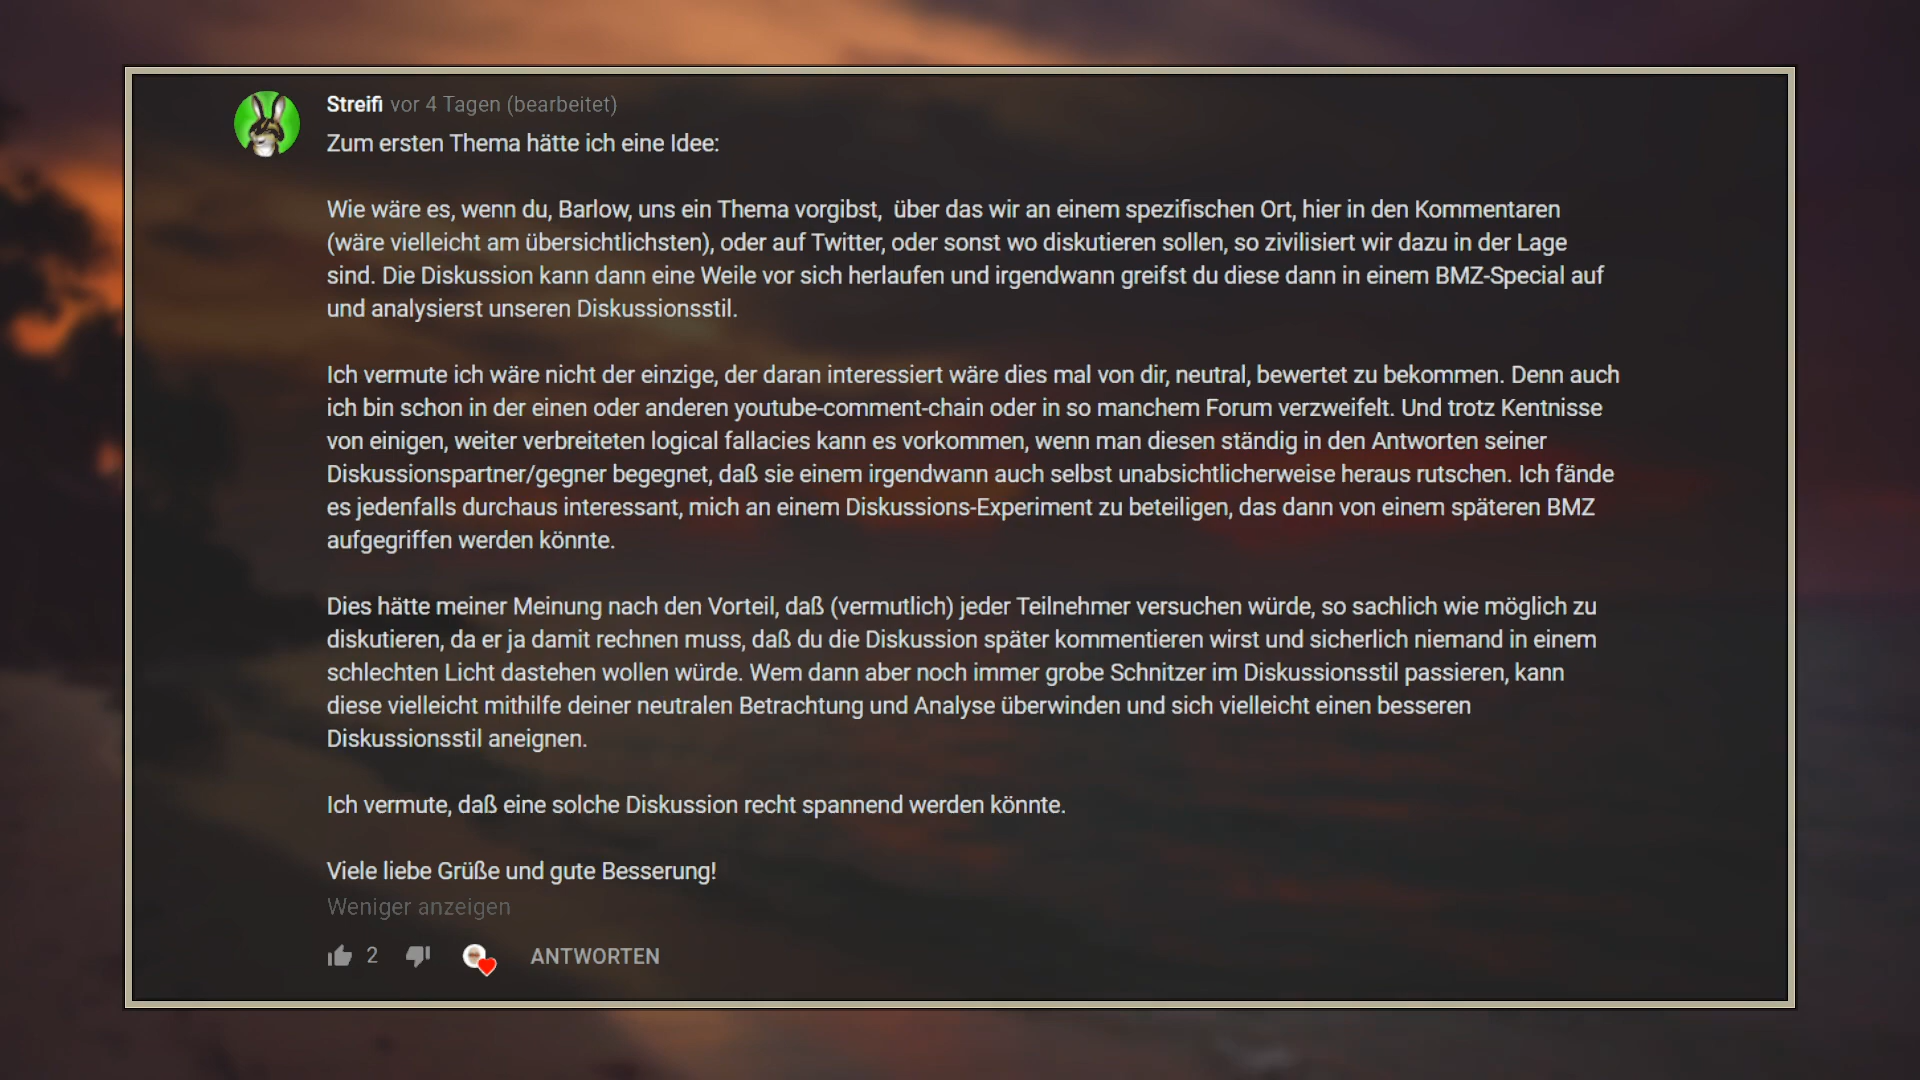 Streifi vor 4 Tagen (bearbeitet)
Zum ersten Thema hätte ich eine Idee:
Wie wäre es, wenn du, Barlow, uns ein Thema vorgibst, über das wir an einem spezifischen Ort, hier in den Kommentaren
(wäre vielleicht am übersichtlichsten), oder auf Twitter, oder sonst wo diskutieren sollen, so zivilisiert wir dazu in der Lage
sind. Die Diskussion kann dann eine Weile vor sich herlaufen und irgendwann greifst du diese dann in einem BMZ-Special auf
und analysierst unseren Diskussionsstil.
Ich vermute ich wäre nicht der einzige, der daran interessiert wäre dies mal von dir, neutral, bewertet zu bekommen. Denn auch
ich bin schon in der einen oder anderen youtube-comment-chain oder in so manchem Forum verzweifelt. Und trotz Kentnisse
von einigen, weiter verbreiteten logical fallacies kann es vorkommen, wenn man diesen ständig in den Antworten seiner
Diskussionspartner/gegner begegnet, daß sie einem irgendwann auch selbst unabsichtlicherweise heraus rutschen. Ich fände
es jedenfalls durchaus interessant, mich an einem Diskussions-Experiment zu beteiligen, das dann von einem späteren BMZ
aufgegriffen werden könnte.
Dies hätte meiner Meinung nach den Vorteil, daß (vermutlich) jeder Teilnehmer versuchen würde, so sachlich wie möglich zu
diskutieren, da er ja damit rechnen muss, daß du die Diskussion später kommentieren wirst und sicherlich niemand in einem
schlechten Licht dastehen wollen würde. Wem dann aber noch immer grobe Schnitzer im Diskussionsstil passieren, kann
diese vielleicht mithilfe deiner neutralen Betrachtung und Analyse überwinden und sich vielleicht einen besseren
Diskussionsstil aneignen.
Ich vermute, daß eine solche Diskussion recht spannend werden könnte.
Viele liebe Grüße und gute Besserung!
Weniger anzeigen
2 ANTWORTEN